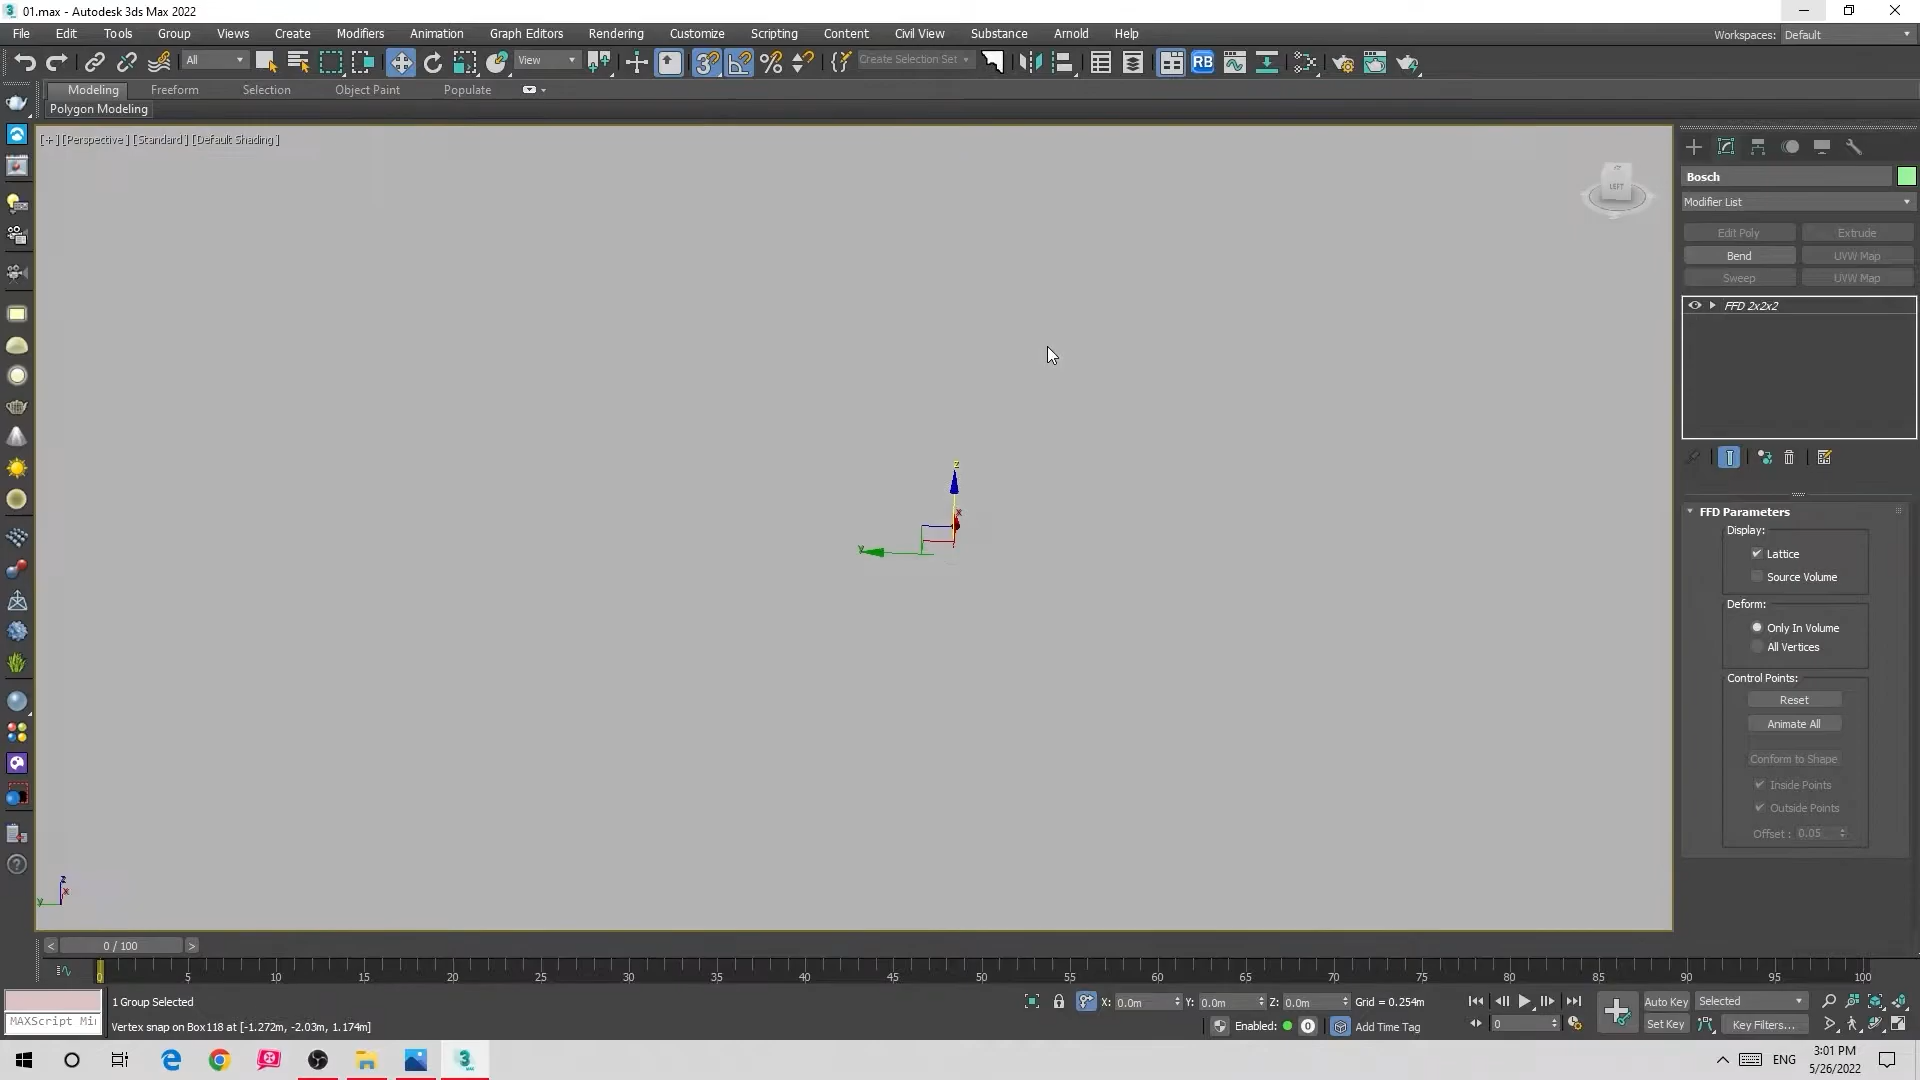 01.max - Autodesk 3ds Max 2022
File Edit Tools Group Views Create Modifiers Animation Graph Editors Rendering Customize Scripting Content Civil View Substance Arnold Help
Workspaces: Default
All View Create Selection Set RB
Modeling Freeform Selection Object Paint Populate
Polygon Modeling
[+] [Perspective] [Standard] [Default Shading]
LEFT
Bosch
Modifier List
Edit Poly Extrude
Bend UVW Map
Sweep UVW Map
FFD 2x2x2
z
x
y
FFD Parameters
Display:
Lattice
Source Volume
Deform:
Only In Volume
All Vertices
Control Points:
Reset
Animate All
Conform to Shape
Inside Points
Outside Points
Offset : 0.05
z
x
y
< 0 / 100 >
0 5 10 15 20 25 30 35 40 45 50 55 60 65 70 75 80 85 90 95 100
1 Group Selected
X: 0.0m Y: 0.0m Z: 0.0m Grid = 0.254m
Auto Key Selected
MAXScript Mi
Vertex snap on Box118 at [-1.272m, -2.03m, 1.174m]
Enabled: 0 Add Time Tag
0
Set Key Key Filters...
ENG
3:01 PM
5/26/2022